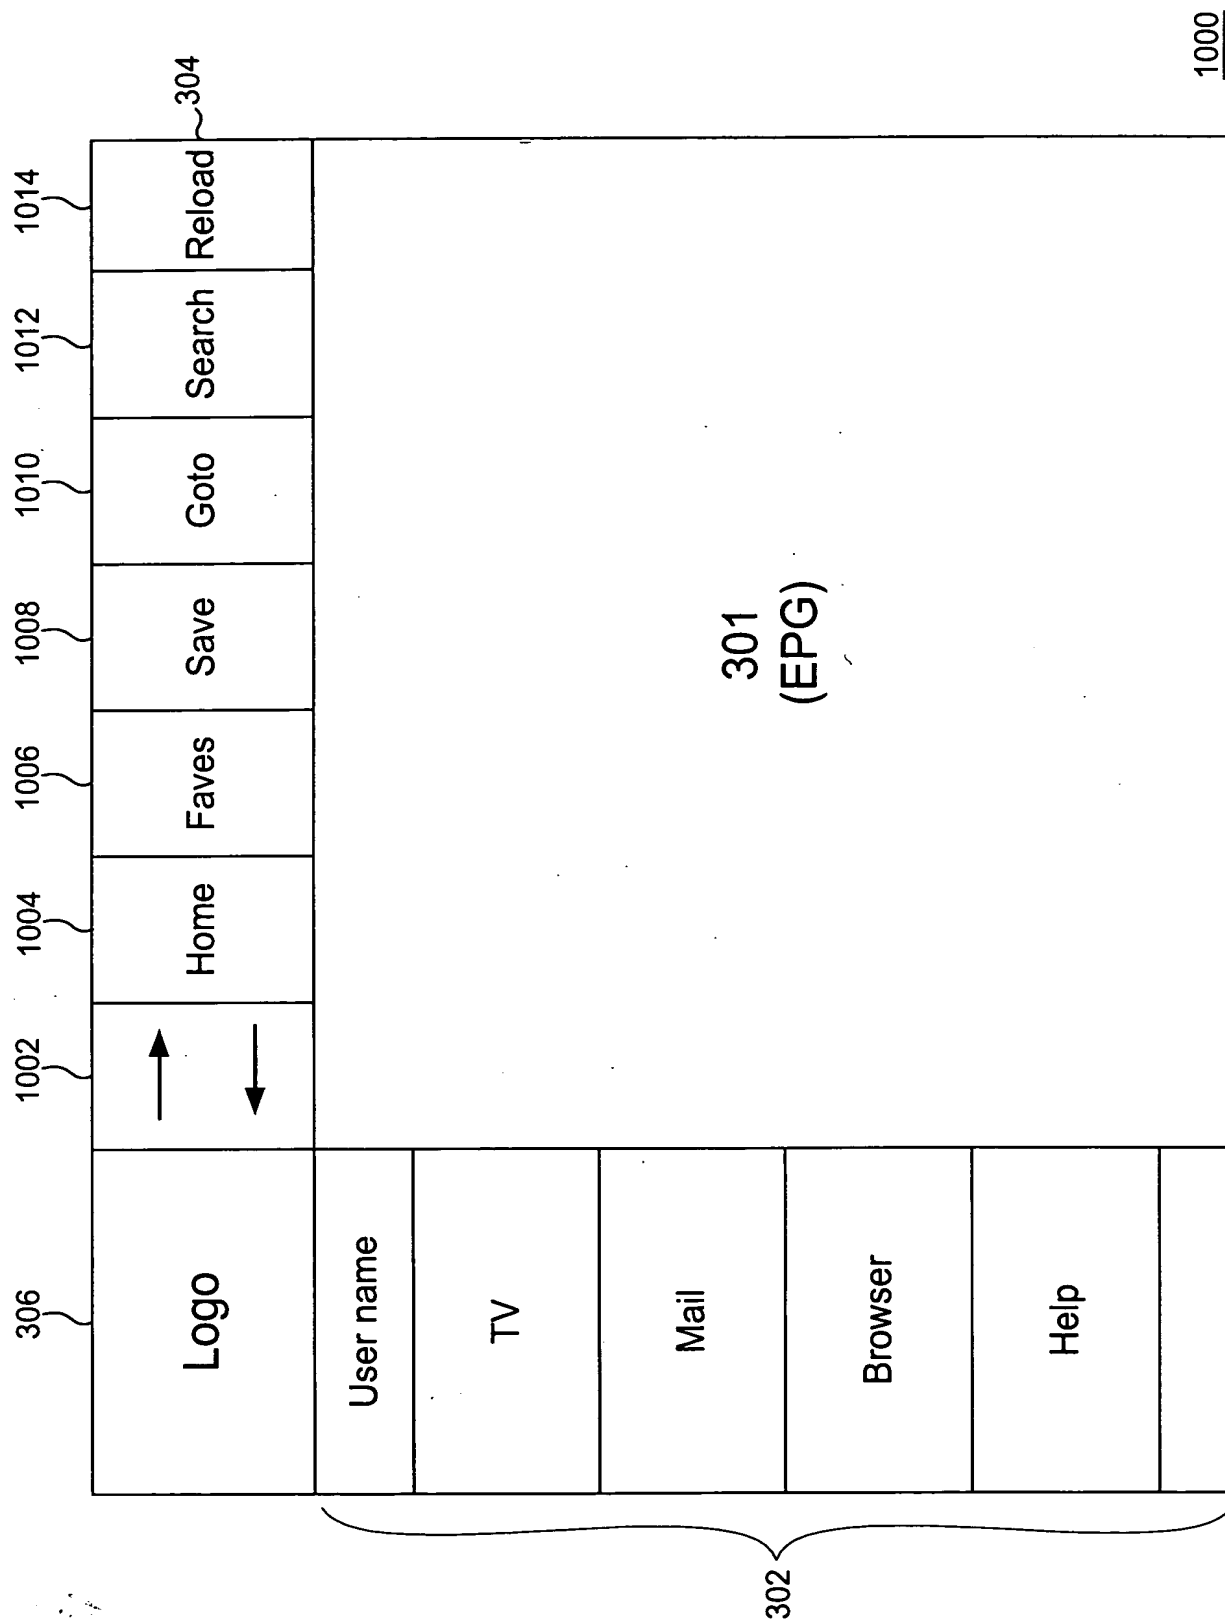 306
1002
1004
1006
1008
1010
1012
1014
Logo
Home
Faves
Save
Goto
Search
Reload
304
User name
TV
Mail
Browser
Help
302
301
(EPG)
1000